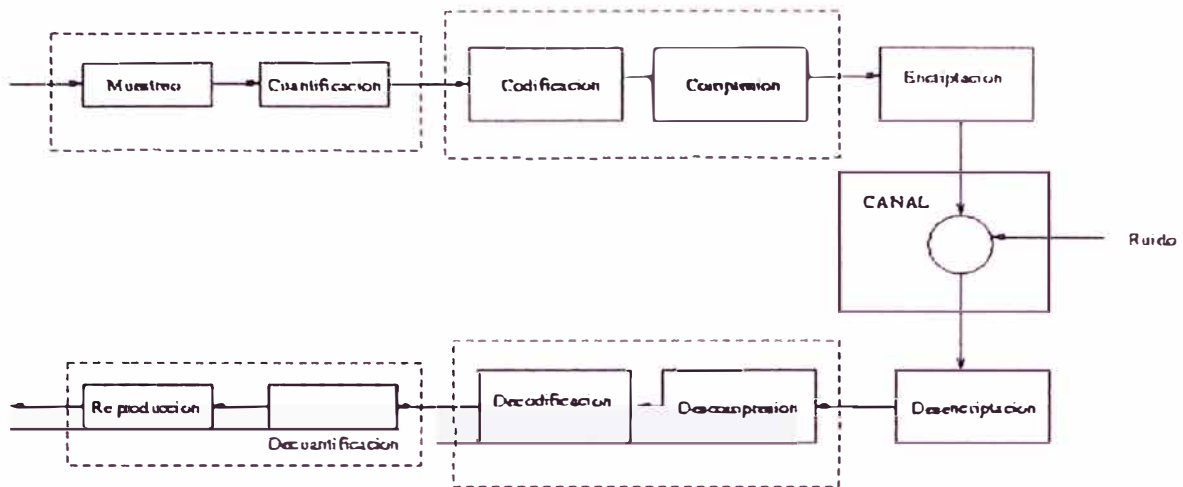 Muestreo
Cuantificacion
Codificacion
Compresion
Encriptacion
CANAL
Ruido
Reproduccion
Decuantificacion
Decodificacion
Descompresion
Desencriptacion